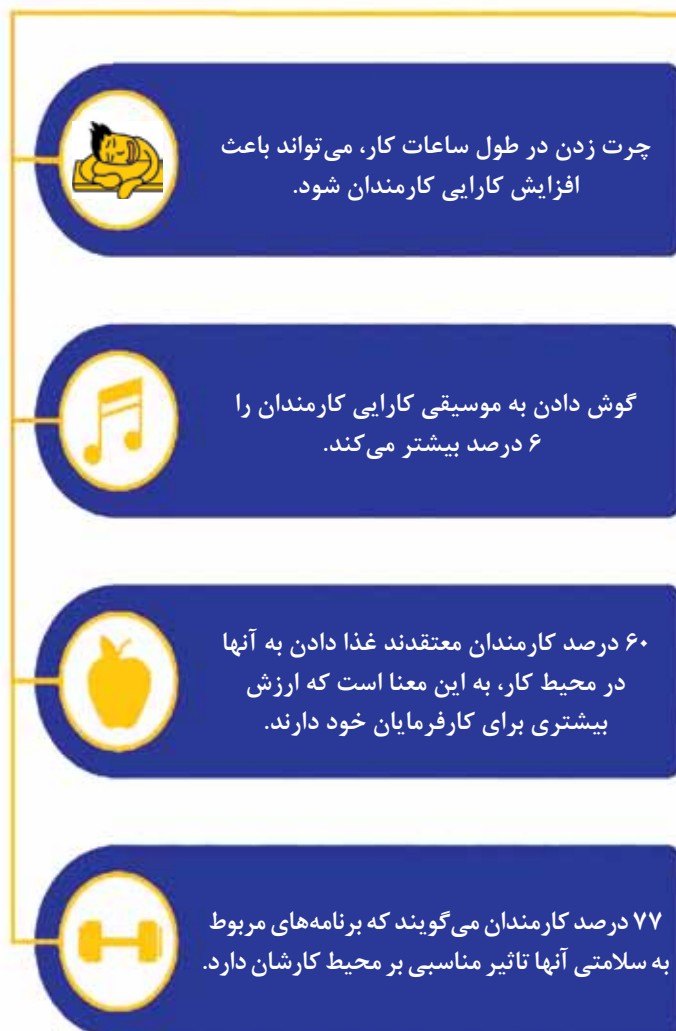 چرت زدن در طول ساعات کار، می‌تواند باعث
افزایش کارایی کارمندان شود.
گوش دادن به موسیقی کارایی کارمندان را
۶ درصد بیشتر می‌کند.
۶۰ درصد کارمندان معتقدند غذا دادن به آنها
در محیط کار، به این معنا است که ارزش
بیشتری برای کارفرمایان خود دارند.
۷۷ درصد کارمندان می‌گویند که برنامه‌های مربوط
به سلامتی آنها تاثیر مناسبی بر محیط کارشان دارد.